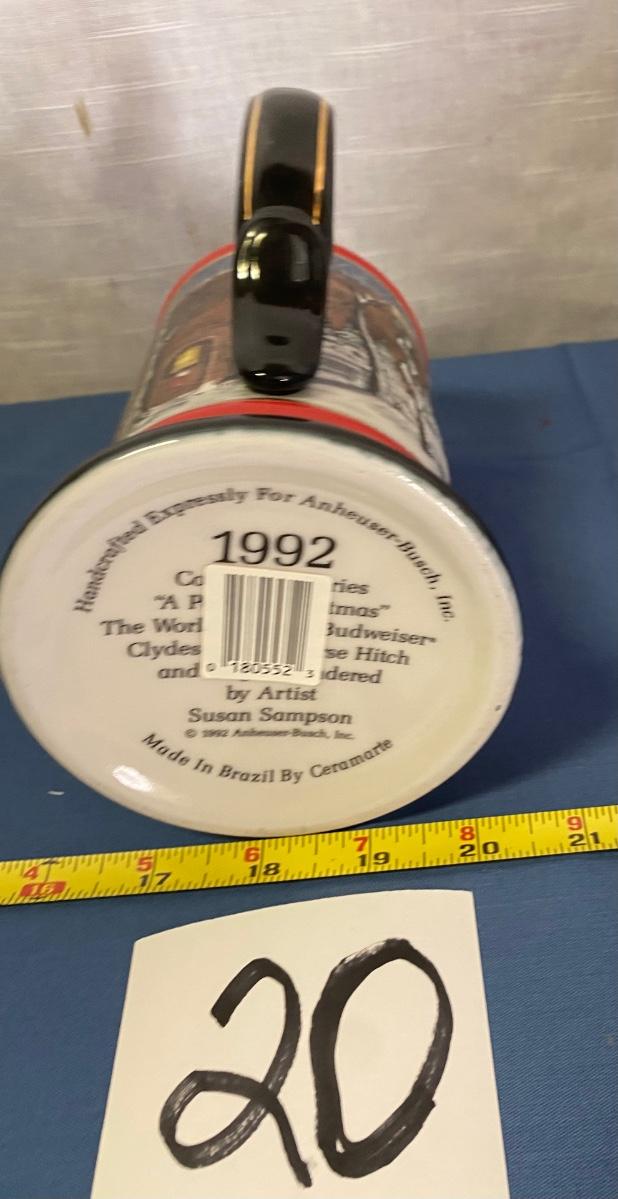 Handcrafted Expressly For Anheuser-Busch, Inc.
1992
Co ries
"A P tmas"
The Worl Budweiser
Clydes se Hitch
and dered
by Artist
Susan Sampson
© 1992 Anheuser-Busch, Inc.
Made In Brazil By Ceramarte
0 180552 3
4 5 6 7 8 9
16 17 18 19 20 21
20